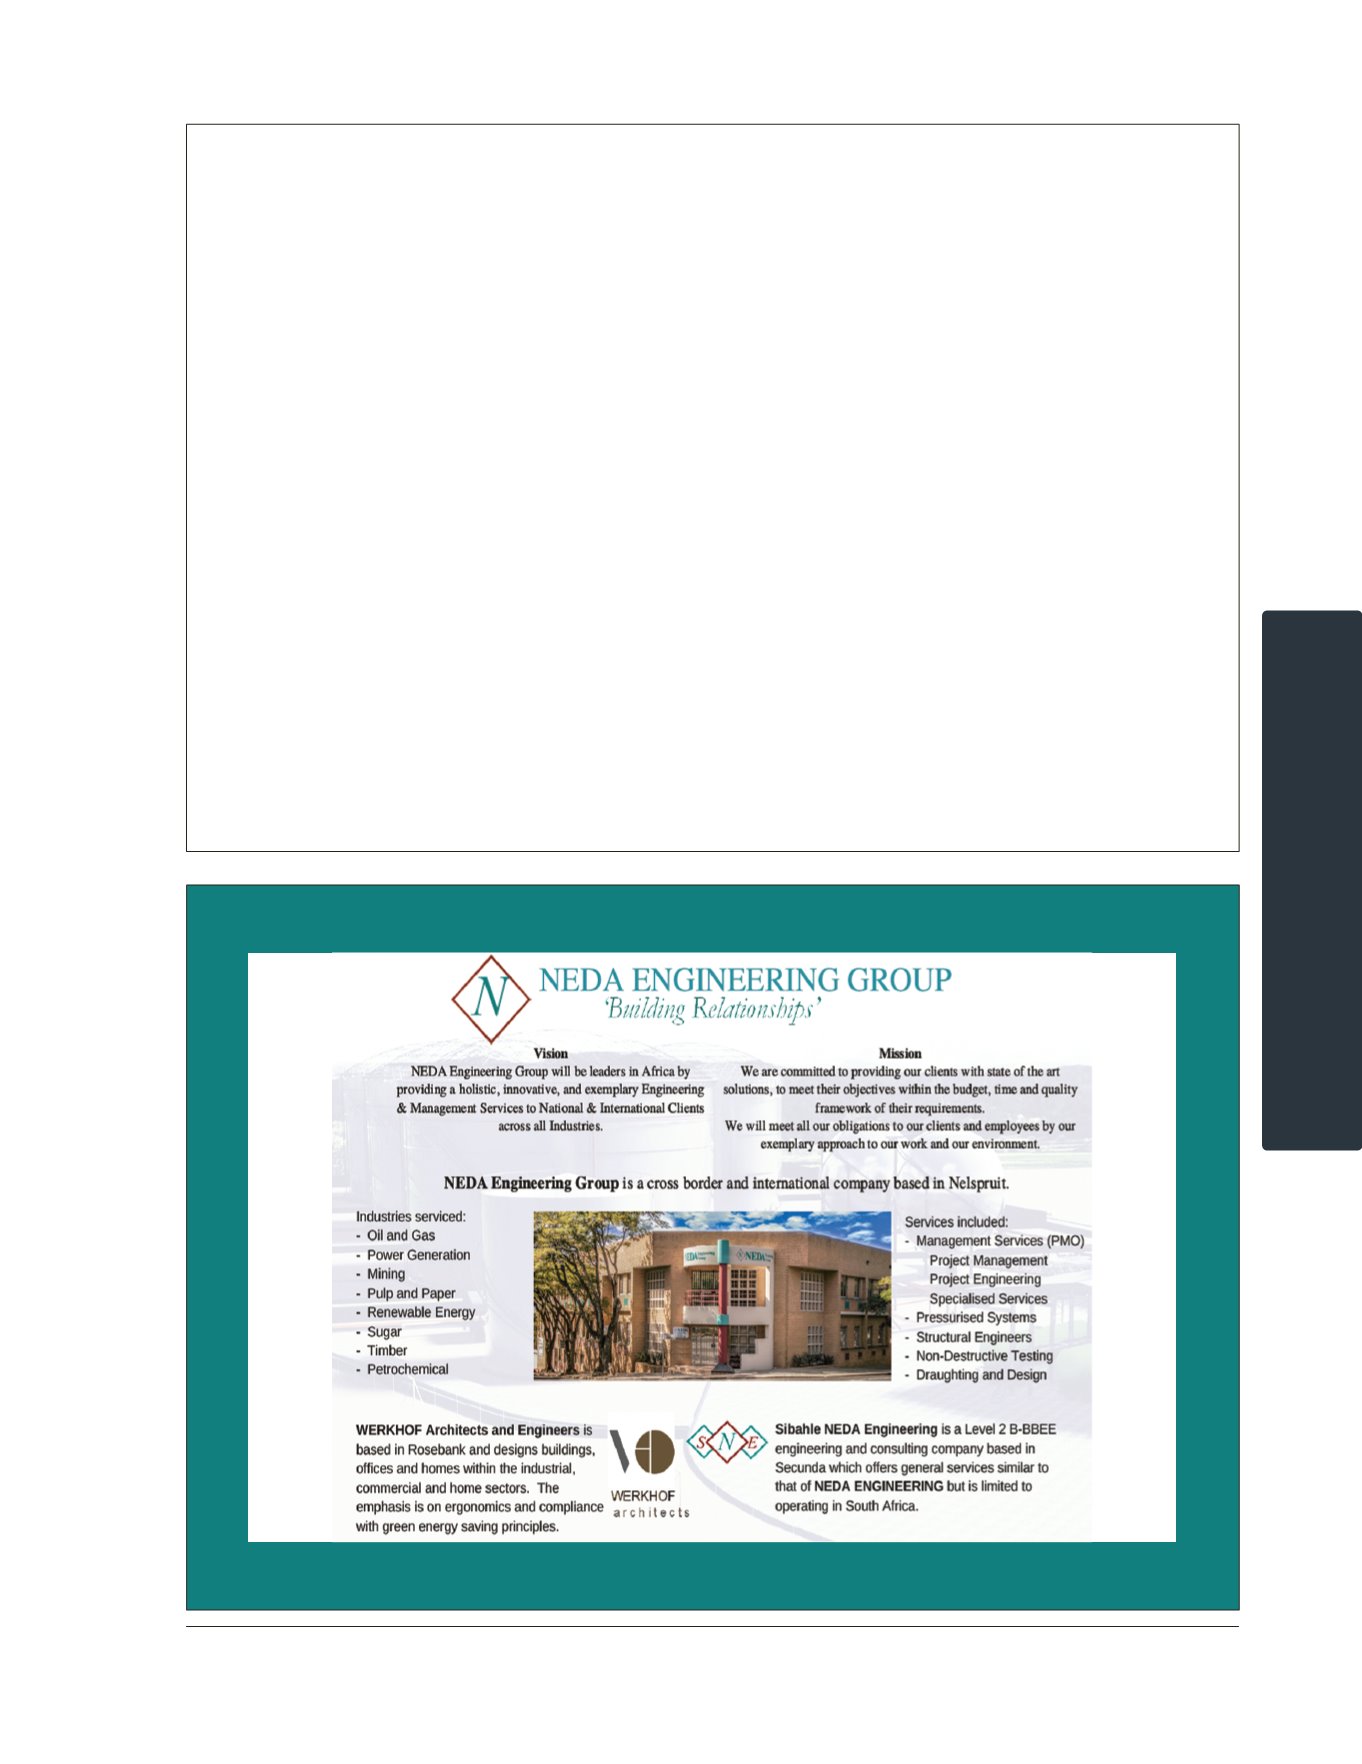 N
NEDA ENGINEERING GROUP
'Building Relationships'
Vision
NEDA Engineering Group will be leaders in Africa by
providing a holistic, innovative, and exemplary Engineering
& Management Services to National & International Clients
across all Industries.
Mission
We are committed to providing our clients with state of the art
solutions, to meet their objectives within the budget, time and quality
framework of their requirements.
We will meet all our obligations to our clients and employees by our
exemplary approach to our work and our environment.
NEDA Engineering Group is a cross border and international company based in Nelspruit.
Industries serviced:
- Oil and Gas
- Power Generation
- Mining
- Pulp and Paper
- Renewable Energy
- Sugar
- Timber
- Petrochemical
NEDA
NEDA
Services included:
- Management Services (PMO)
Project Management
Project Engineering
Specialised Services
- Pressurised Systems
- Structural Engineers
- Non-Destructive Testing
- Draughting and Design
WERKHOF Architects and Engineers is
based in Rosebank and designs buildings,
offices and homes within the industrial,
commercial and home sectors. The
emphasis is on ergonomics and compliance
with green energy saving principles.
WERKHOF
architects
S N E
Sibahle NEDA Engineering is a Level 2 B-BBEE
engineering and consulting company based in
Secunda which offers general services similar to
that of NEDA ENGINEERING but is limited to
operating in South Africa.